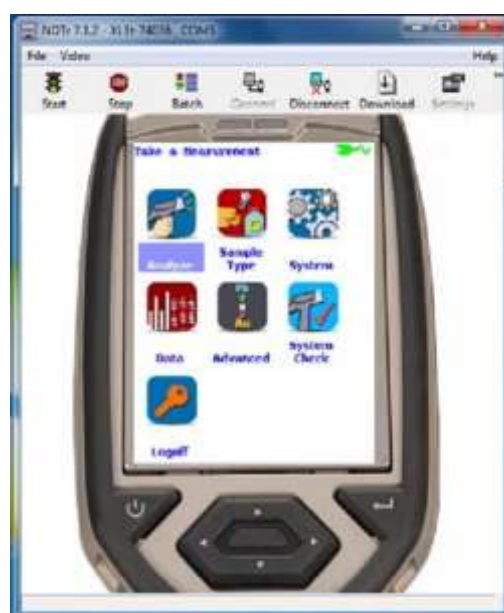 File Video Help
Start Stop Batch Connect Disconnect Download Settings
Take a Measurement
Analyze
Sample
Type
System
Data
Advanced
System
Check
Logoff